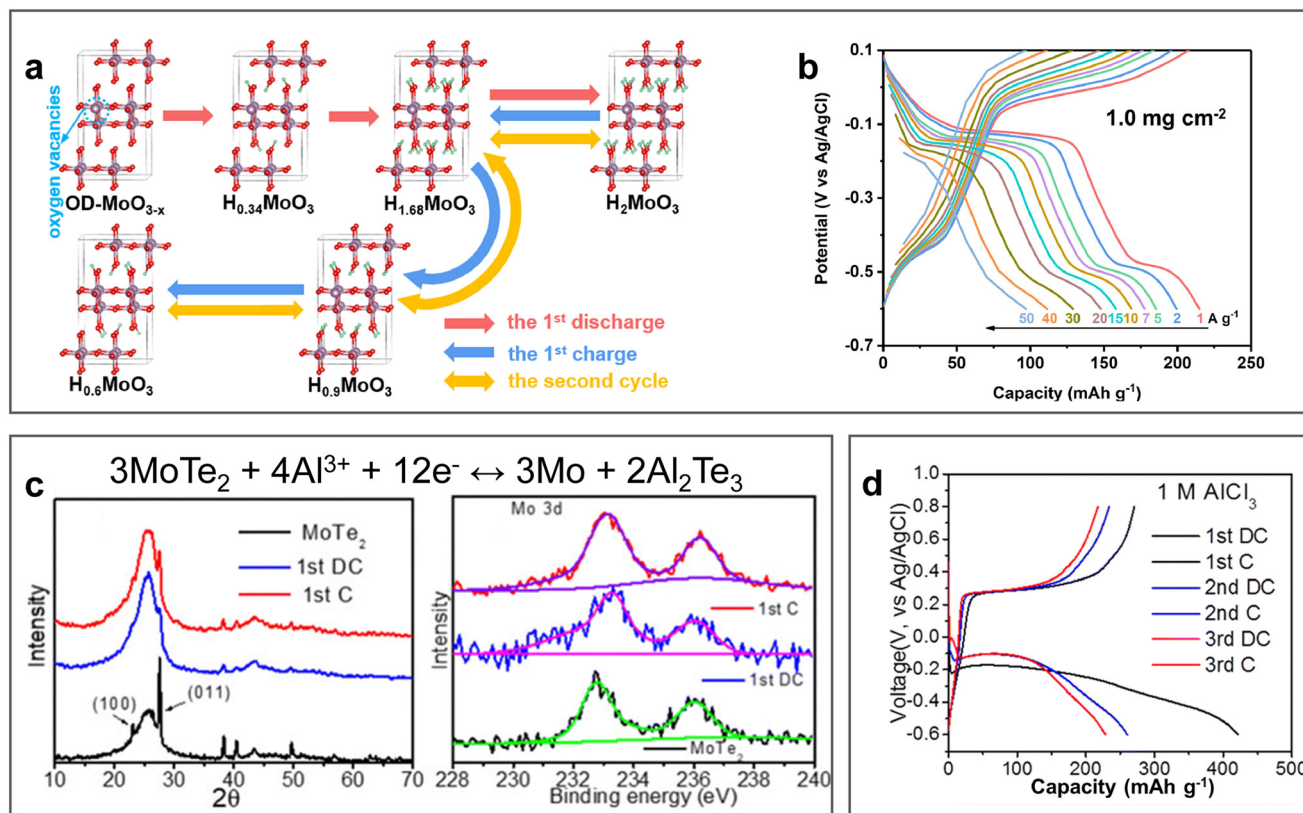 a
oxygen vacancies
OD-MoO3-x
H0.34MoO3
H1.68MoO3
H2MoO3
H0.6MoO3
H0.9MoO3
the 1st discharge
the 1st charge
the second cycle
b
1.0 mg cm-2
Potential (V vs Ag/AgCl)
0.1
-0.1
-0.3
-0.5
-0.7
50 40 30 20 15 10 7 5 2 1 A g-1
0 50 100 150 200 250
Capacity (mAh g-1)
c
3MoTe2 + 4Al3+ + 12e- ↔ 3Mo + 2Al2Te3
Intensity
MoTe2
1st DC
1st C
(100)
(011)
10 20 30 40 50 60 70
2θ
Intensity
Mo 3d
1st C
1st DC
MoTe2
228 230 232 234 236 238 240
Binding energy (eV)
d
1 M AlCl3
Voltage(V, vs Ag/AgCl)
1.0
0.8
0.6
0.4
0.2
0.0
-0.2
-0.4
-0.6
1st DC
1st C
2nd DC
2nd C
3rd DC
3rd C
0 100 200 300 400 500
Capacity (mAh g-1)